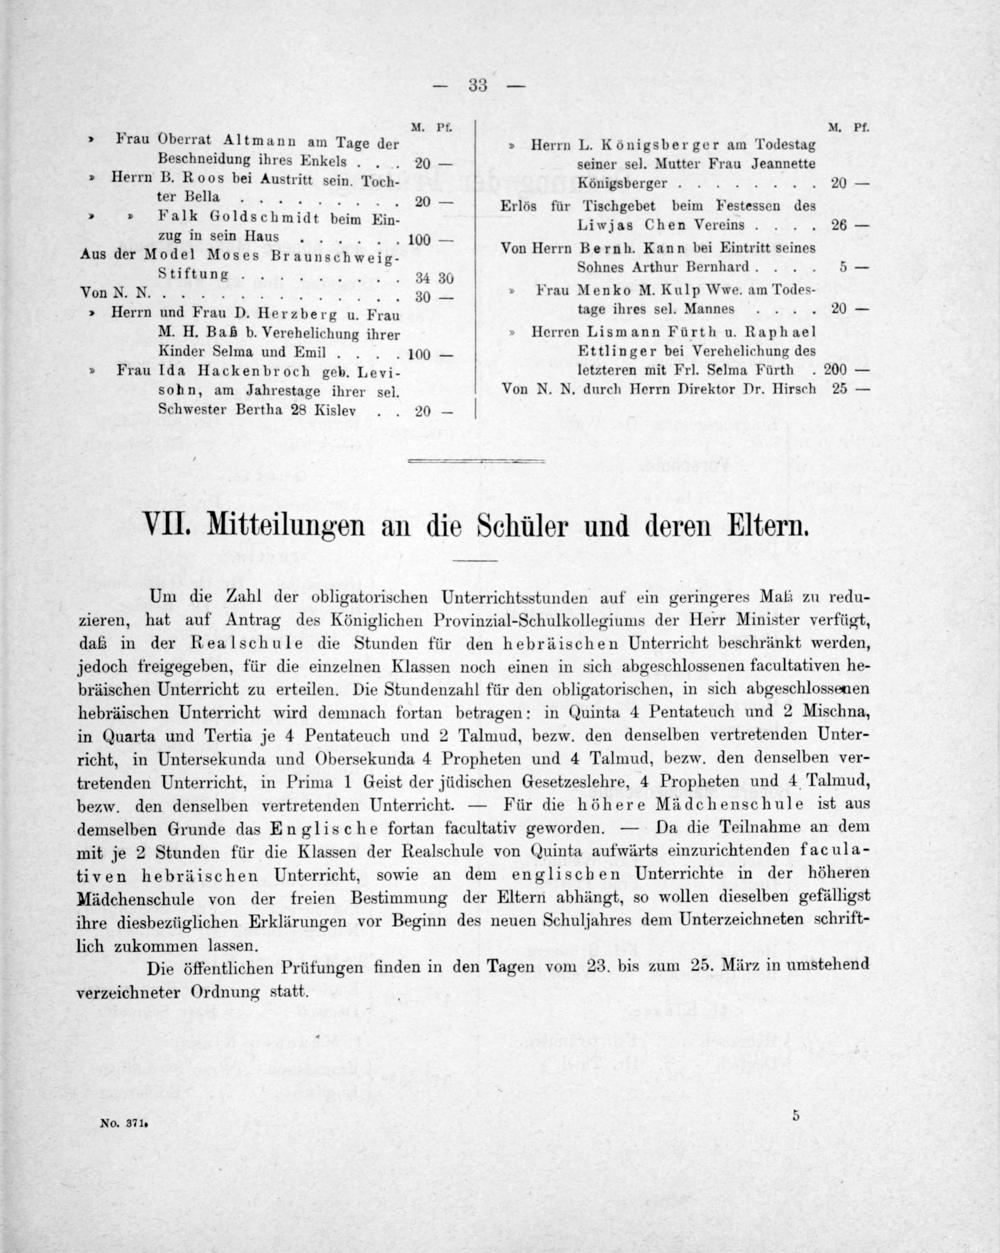 — 33 —
M. Pf.
» Frau Oberrat Altmann am Tage der
Beschneidung ihres Enkels . . . 20 —
» Herrn B. Roos bei Austritt sein. Toch-
ter Bella . . . . . . . . . 20 —
» » Falk Goldschmidt beim Ein-
zug in sein Haus . . . . . . 100 —
Aus der Model Moses Braunschweig-
Stiftung . . . . . . . . . 34 30
Von N. N. . . . . . . . . . . . . 30 —
» Herrn und Frau D. Herzberg u. Frau
M. H. Baß b. Verehelichung ihrer
Kinder Selma und Emil . . . . 100 —
» Frau Ida Hackenbroch geb. Levi-
sohn, am Jahrestage ihrer sel.
Schwester Bertha 28 Kislev . . 20 —
M. Pf.
» Herrn L. Königsberger am Todestag
seiner sel. Mutter Frau Jeannette
Königsberger . . . . . . . . 20 —
Erlös für Tischgebet beim Festessen des
Liwjas Chen Vereins . . . . 26 —
Von Herrn Bernh. Kann bei Eintritt seines
Sohnes Arthur Bernhard . . . . 5 —
» Frau Menko M. Kulp Wwe. am Todes-
tage ihres sel. Mannes . . . . 20 —
» Herren Lismann Fürth u. Raphael
Ettlinger bei Verehelichung des
letzteren mit Frl. Selma Fürth . 200 —
Von N. N. durch Herrn Direktor Dr. Hirsch 25 —
VII. Mitteilungen an die Schüler und deren Eltern.
Um die Zahl der obligatorischen Unterrichtsstunden auf ein geringeres Maß zu redu-
zieren, hat auf Antrag des Königlichen Provinzial-Schulkollegiums der Herr Minister verfügt,
daß in der Realschule die Stunden für den hebräischen Unterricht beschränkt werden,
jedoch freigegeben, für die einzelnen Klassen noch einen in sich abgeschlossenen facultativen he-
bräischen Unterricht zu erteilen. Die Stundenzahl für den obligatorischen, in sich abgeschlossenen
hebräischen Unterricht wird demnach fortan betragen: in Quinta 4 Pentateuch und 2 Mischna,
in Quarta und Tertia je 4 Pentateuch und 2 Talmud, bezw. den denselben vertretenden Unter-
richt, in Untersekunda und Obersekunda 4 Propheten und 4 Talmud, bezw. den denselben ver-
tretenden Unterricht, in Prima 1 Geist der jüdischen Gesetzeslehre, 4 Propheten und 4 Talmud,
bezw. den denselben vertretenden Unterricht. — Für die höhere Mädchenschule ist aus
demselben Grunde das Englische fortan facultativ geworden. — Da die Teilnahme an dem
mit je 2 Stunden für die Klassen der Realschule von Quinta aufwärts einzurichtenden facula-
tiven hebräischen Unterricht, sowie an dem englischen Unterrichte in der höheren
Mädchenschule von der freien Bestimmung der Eltern abhängt, so wollen dieselben gefälligst
ihre diesbezüglichen Erklärungen vor Beginn des neuen Schuljahres dem Unterzeichneten schrift-
lich zukommen lassen.
Die öffentlichen Prüfungen finden in den Tagen vom 23. bis zum 25. März in umstehend
verzeichneter Ordnung statt.
No. 371.
5